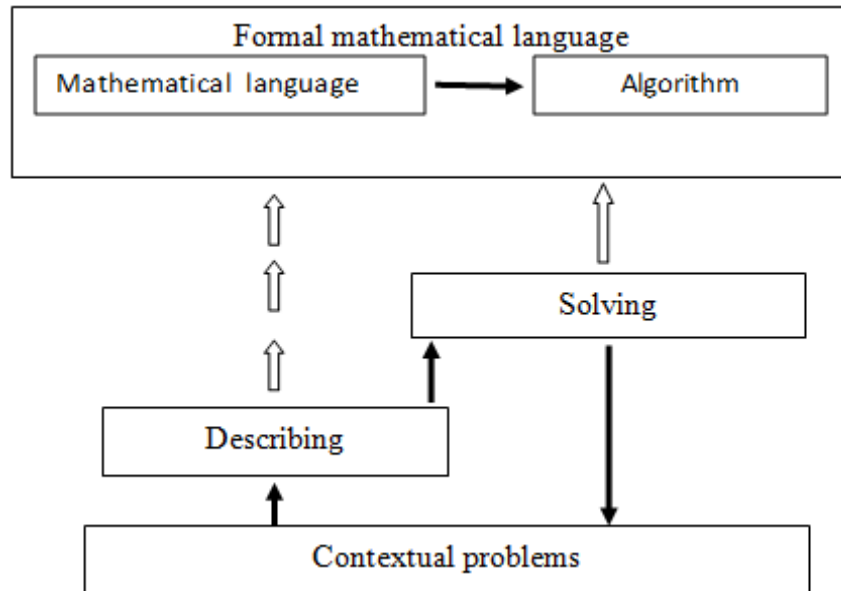 Formal mathematical language
Mathematical language
Algorithm
Solving
Describing
Contextual problems